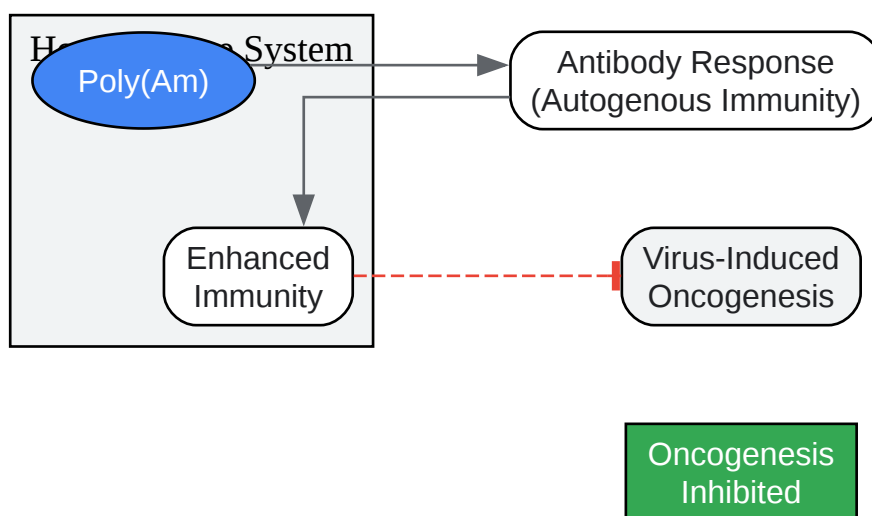 System
Poly(Am)
Antibody Response
(Autogenous Immunity)
Enhanced
Immunity
Virus-Induced
Oncogenesis
Oncogenesis
Inhibited